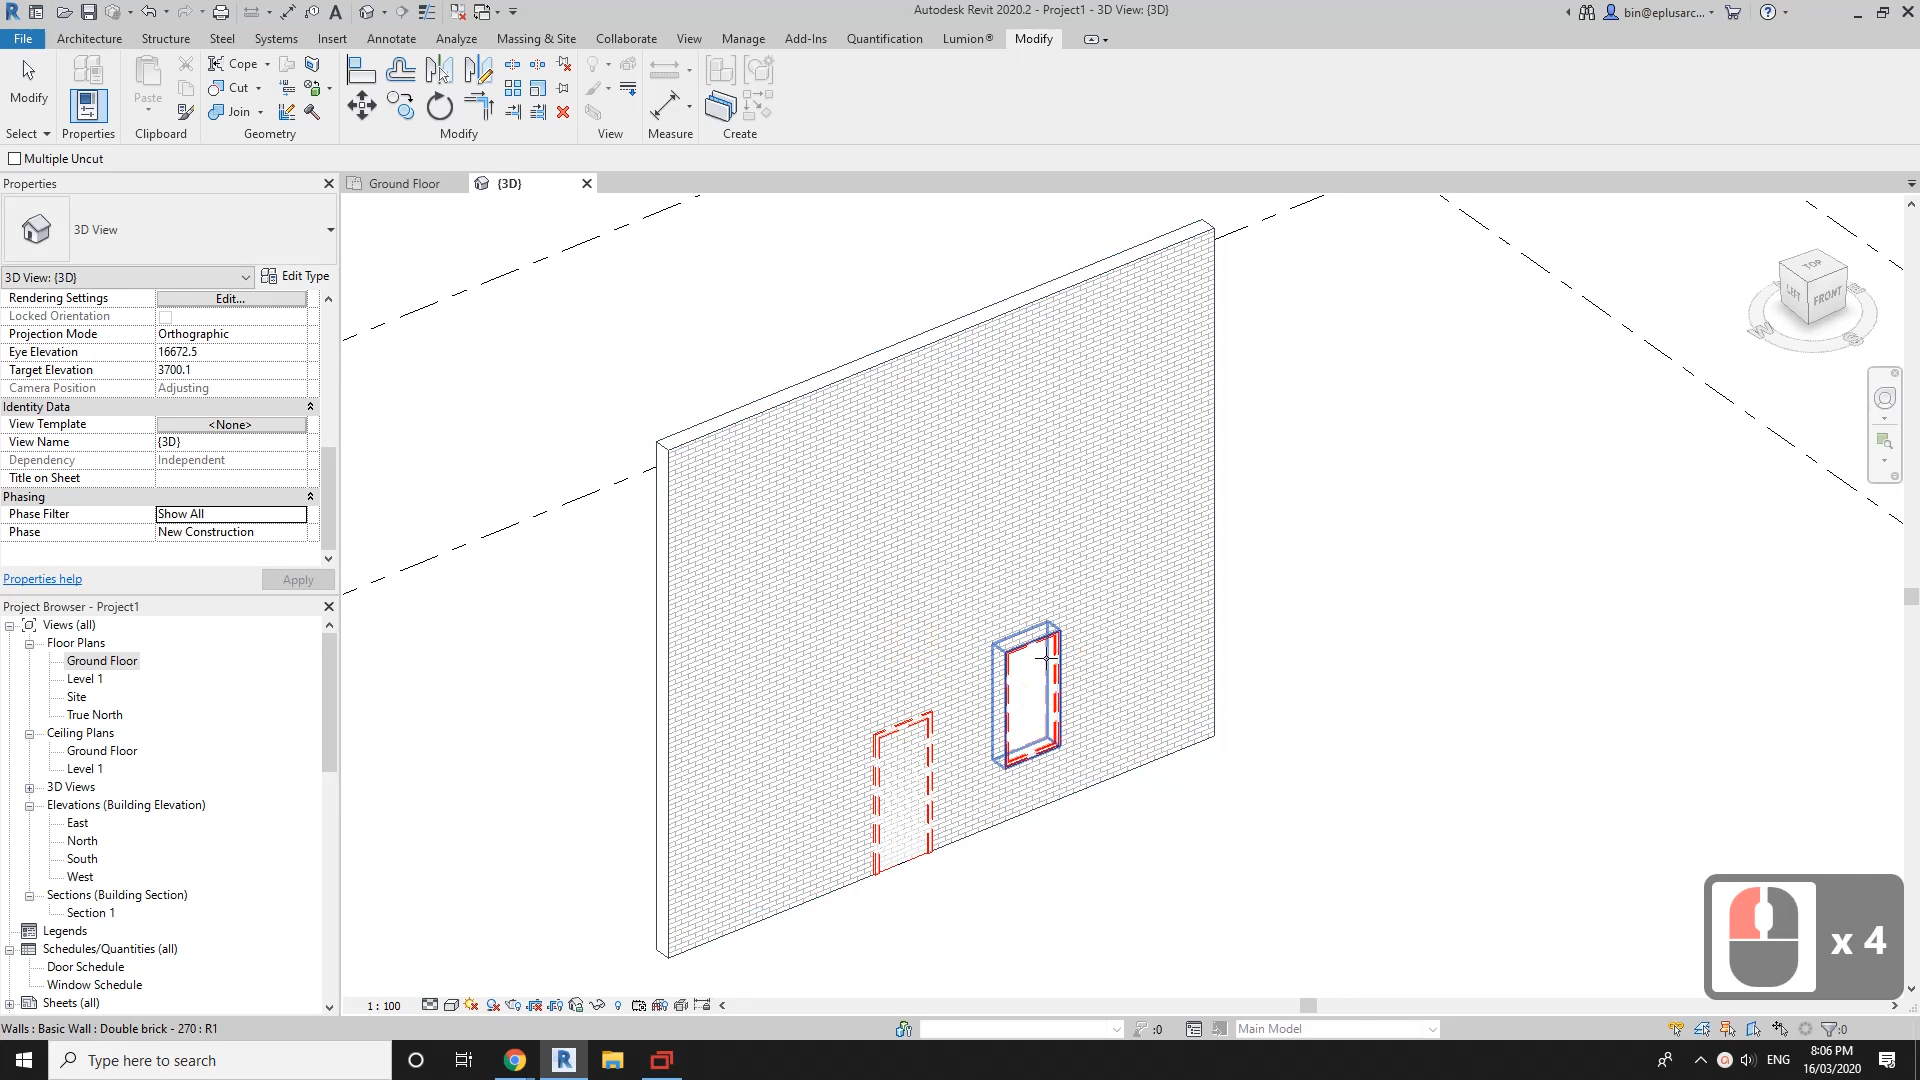 Autodesk Revit 2020.2 - Project1 - 3D View: {3D}
bin@eplusarc...
File Architecture Structure Steel Systems Insert Annotate Analyze Massing & Site Collaborate View Manage Add-Ins Quantification Lumion® Modify
Modify
Paste
Cope
Cut
Join
Select Properties Clipboard Geometry Modify View Measure Create
Multiple Uncut
Properties
Ground Floor
{3D}
3D View
3D View: {3D}
Edit Type
Rendering Settings Edit...
Locked Orientation
Projection Mode Orthographic
Eye Elevation 16672.5
Target Elevation 3700.1
Camera Position Adjusting
Identity Data
View Template <None>
View Name {3D}
Dependency Independent
Title on Sheet
Phasing
Phase Filter Show All
Phase New Construction
Properties help
Apply
Project Browser - Project1
Views (all)
Floor Plans
Ground Floor
Level 1
Site
True North
Ceiling Plans
Ground Floor
Level 1
3D Views
Elevations (Building Elevation)
East
North
South
West
Sections (Building Section)
Section 1
Legends
Schedules/Quantities (all)
Door Schedule
Window Schedule
Sheets (all)
TOP
LEFT
FRONT
W
S
x 4
1 : 100
Walls : Basic Wall : Double brick - 270 : R1
:0
Main Model
:0
Type here to search
ENG
8:06 PM
16/03/2020